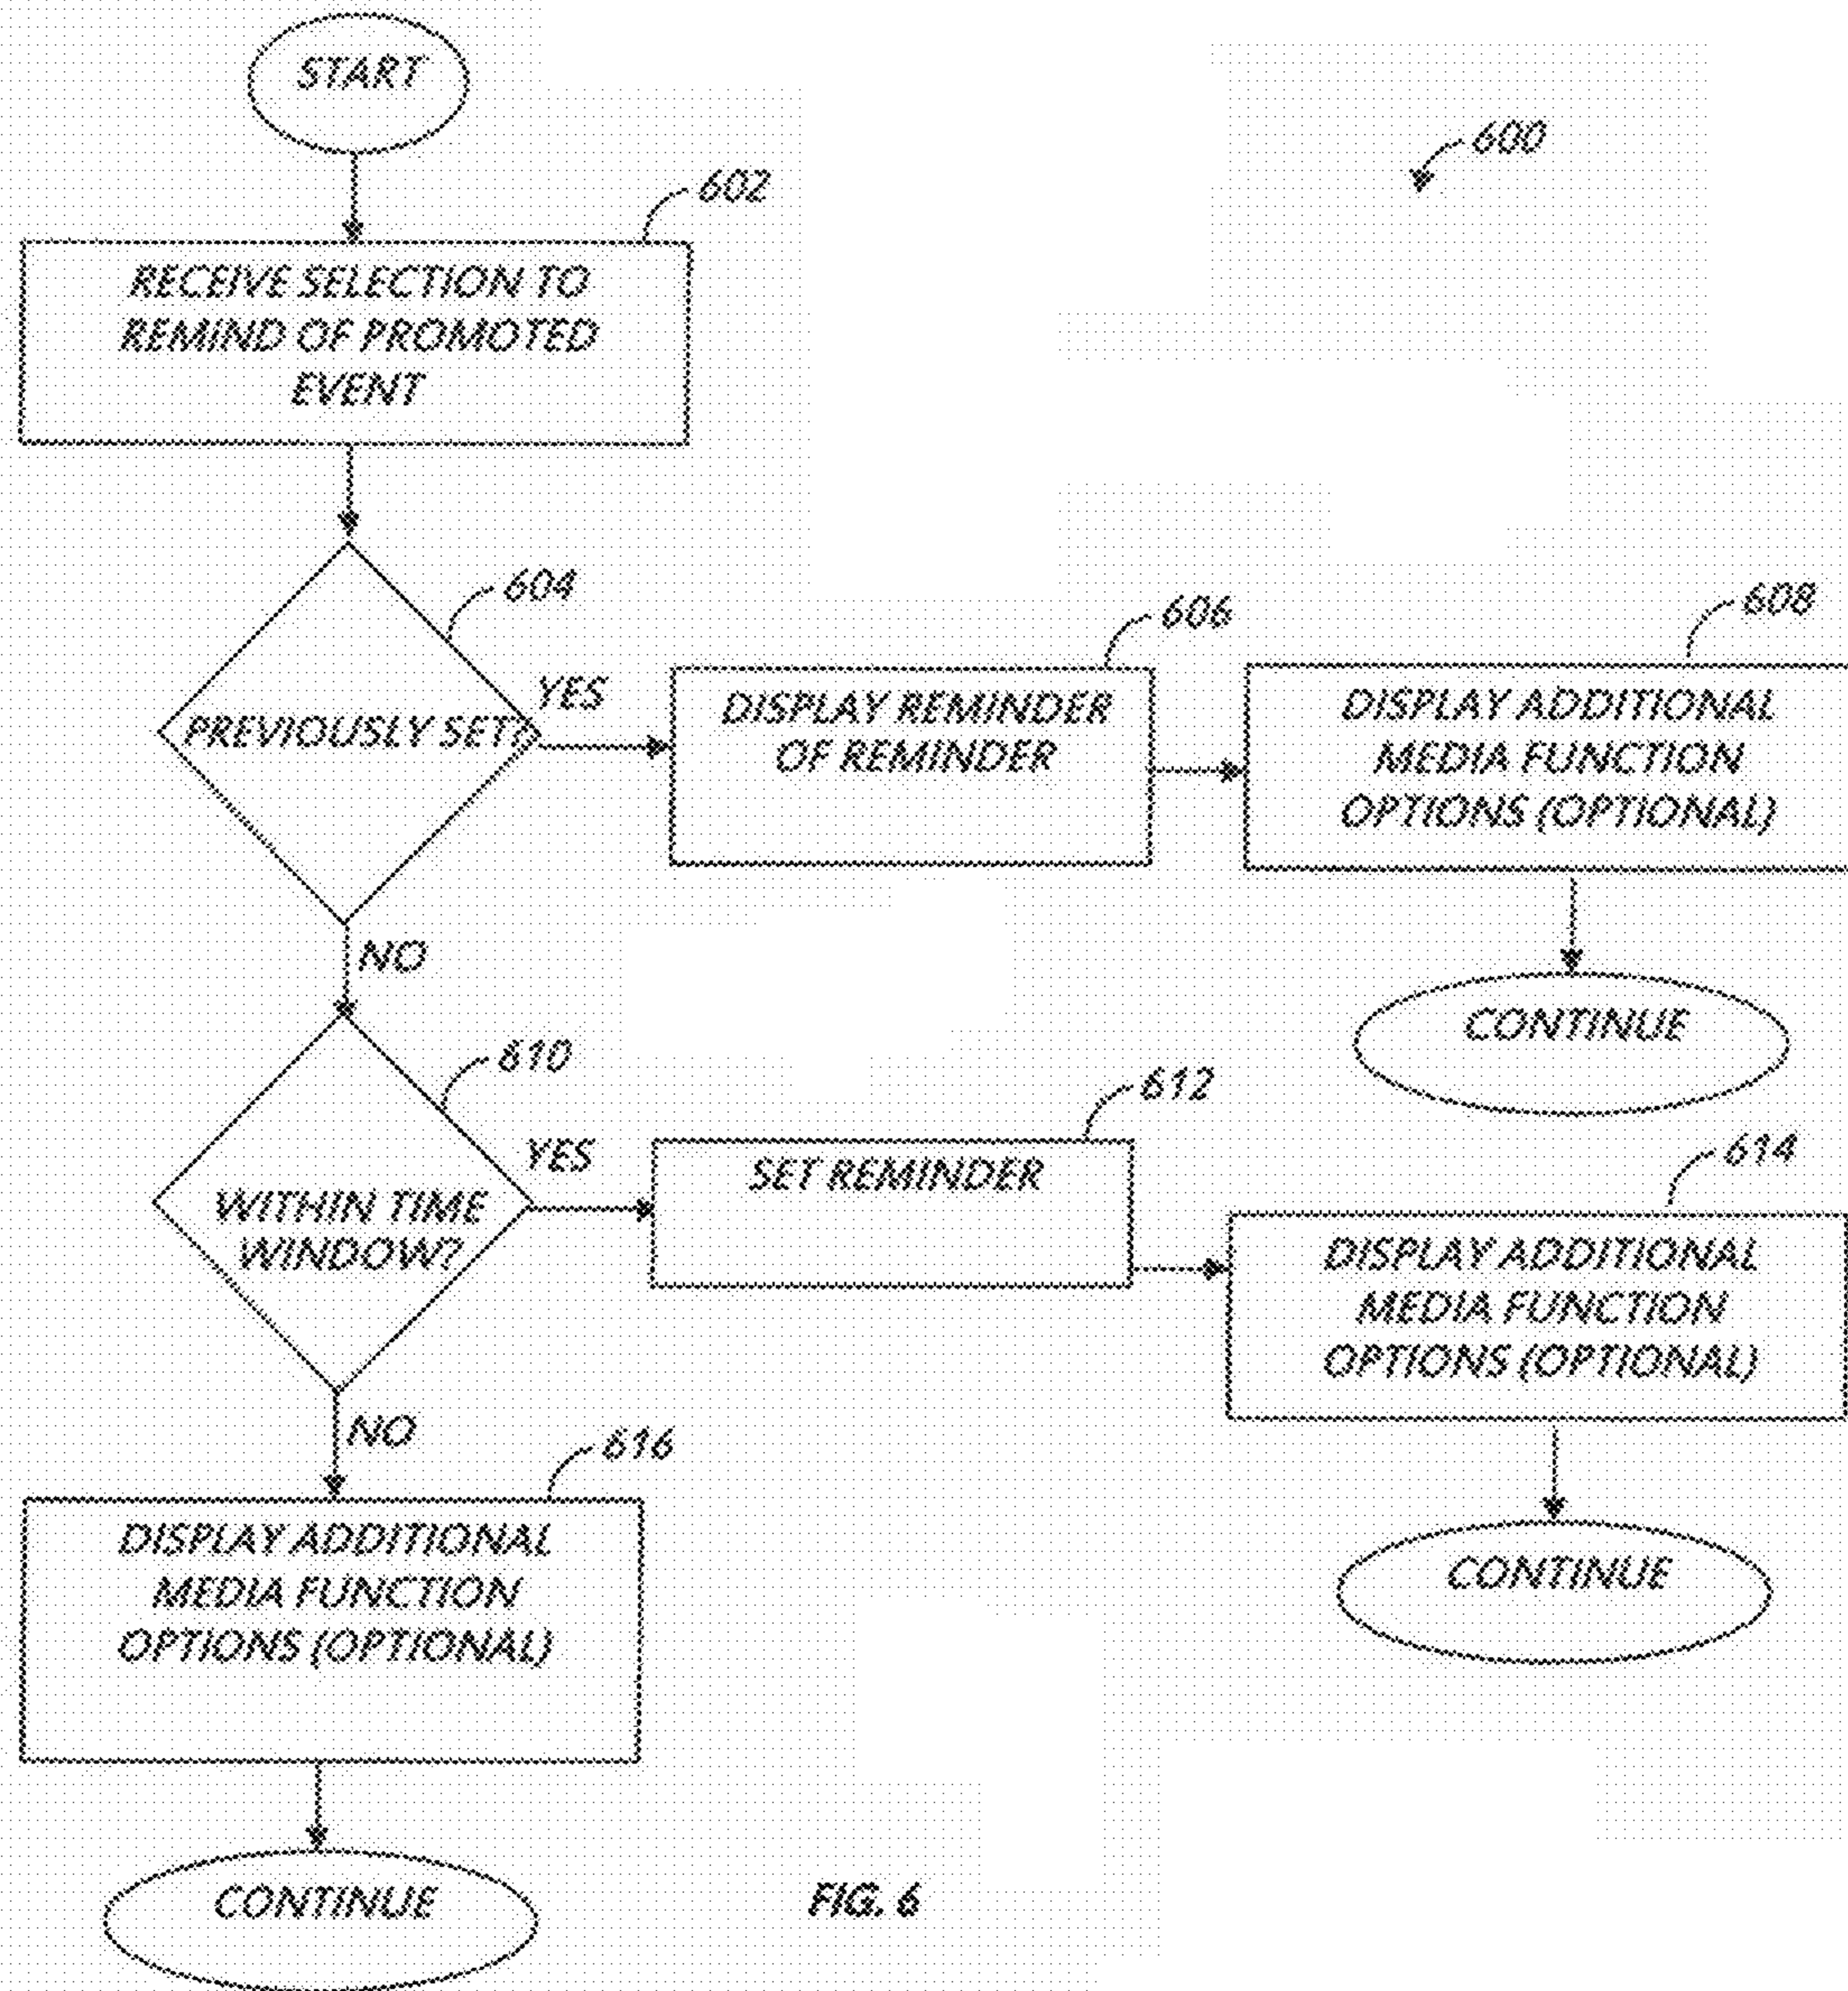 START
600
602
RECEIVE SELECTION TO
REMIND OF PROMOTED
EVENT
604
PREVIOUSLY SET?
YES
606
DISPLAY REMINDER
OF REMINDER
608
DISPLAY ADDITIONAL
MEDIA FUNCTION
OPTIONS (OPTIONAL)
CONTINUE
NO
610
WITHIN TIME
WINDOW?
YES
612
SET REMINDER
614
DISPLAY ADDITIONAL
MEDIA FUNCTION
OPTIONS (OPTIONAL)
CONTINUE
NO
616
DISPLAY ADDITIONAL
MEDIA FUNCTION
OPTIONS (OPTIONAL)
CONTINUE
FIG. 6